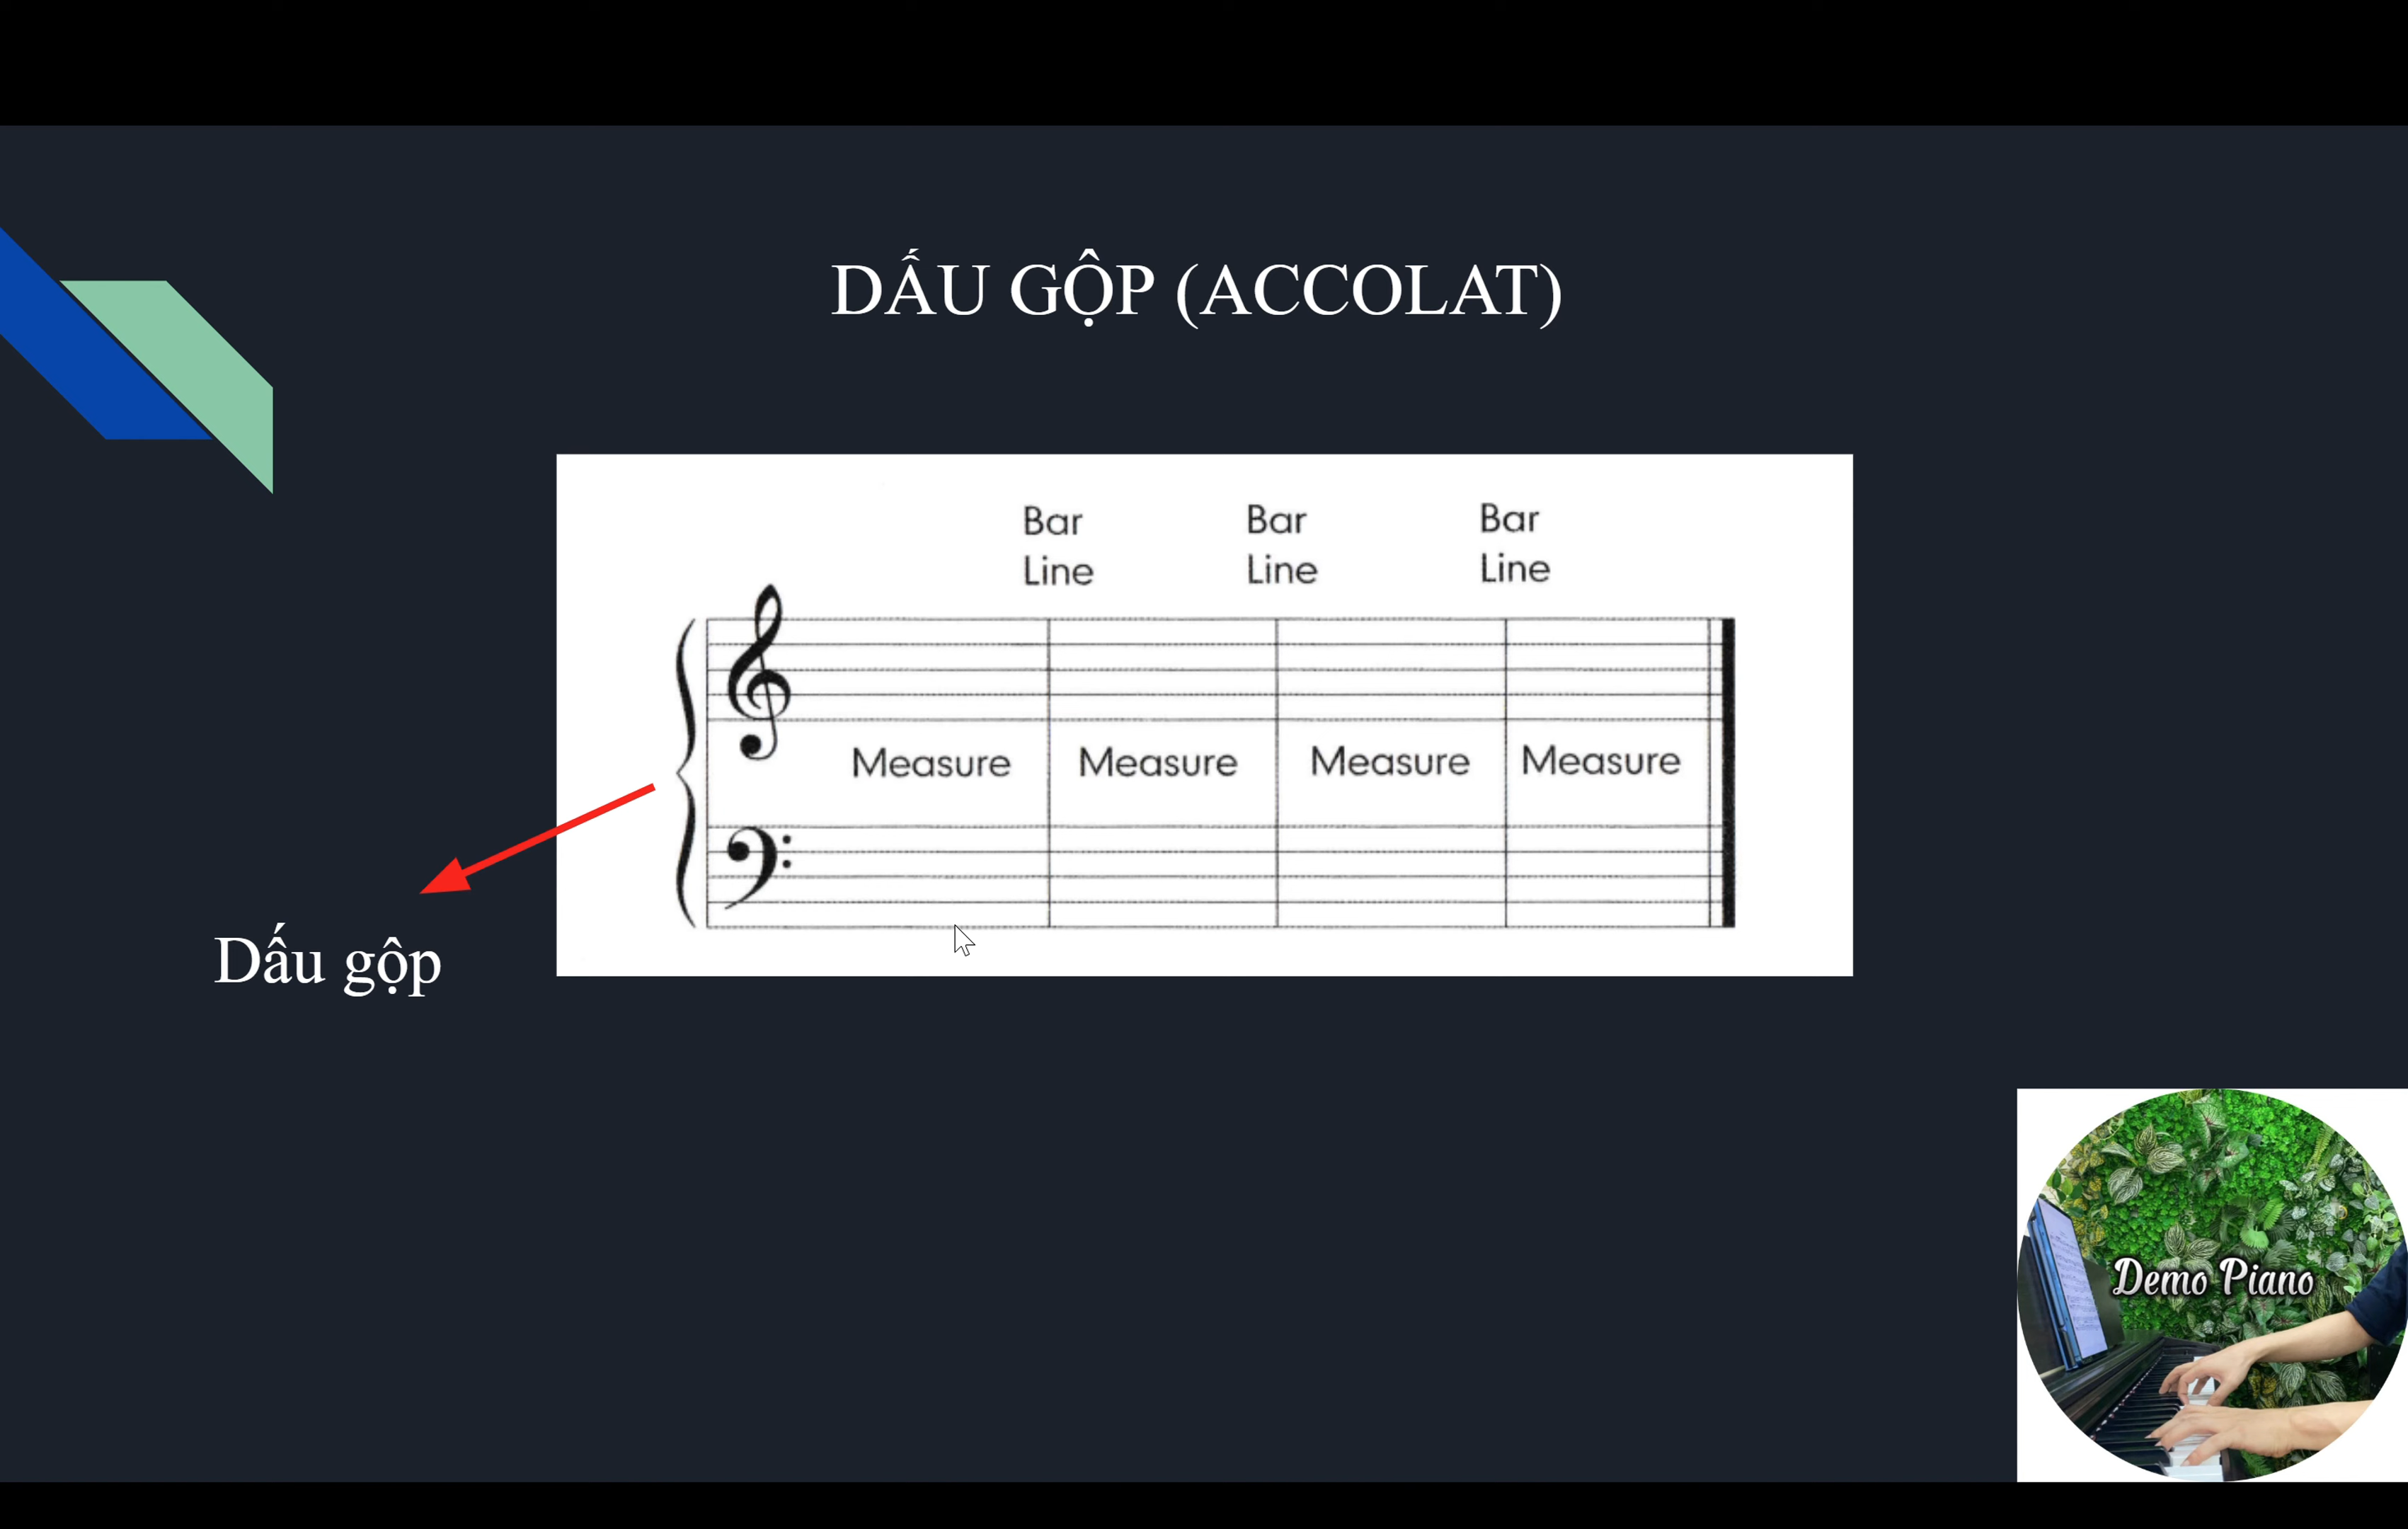 DẤU GỘP (ACCOLAT)
Bar Bar Bar
Line Line Line
Measure Measure Measure Measure
Dấu gộp
Demo Piano